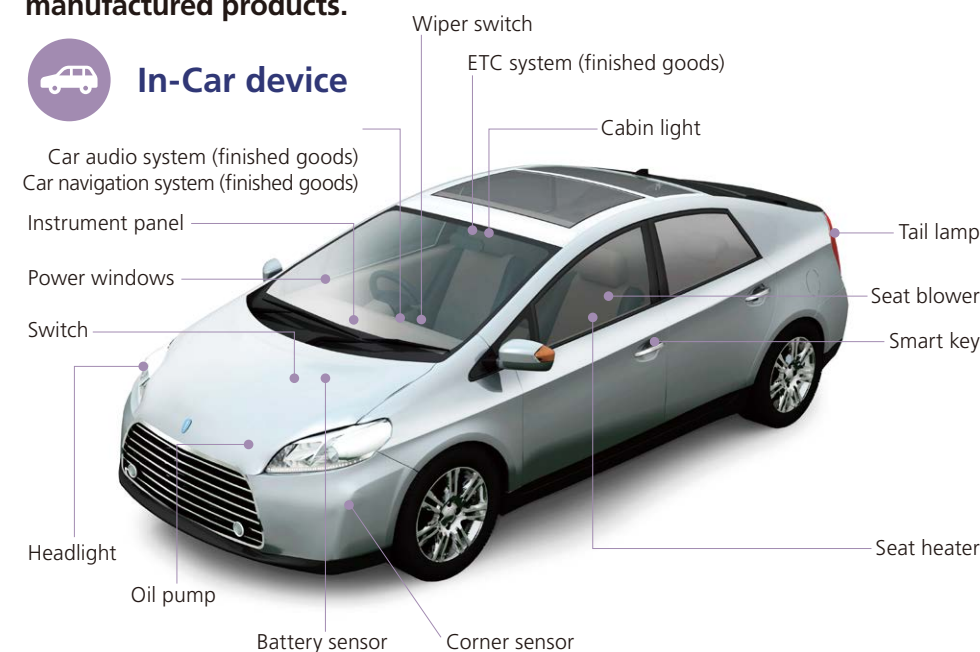 manufactured products.
In-Car device
Wiper switch
ETC system (finished goods)
Cabin light
Car audio system (finished goods)
Car navigation system (finished goods)
Instrument panel
Power windows
Switch
Tail lamp
Seat blower
Smart key
Headlight
Oil pump
Battery sensor
Corner sensor
Seat heater